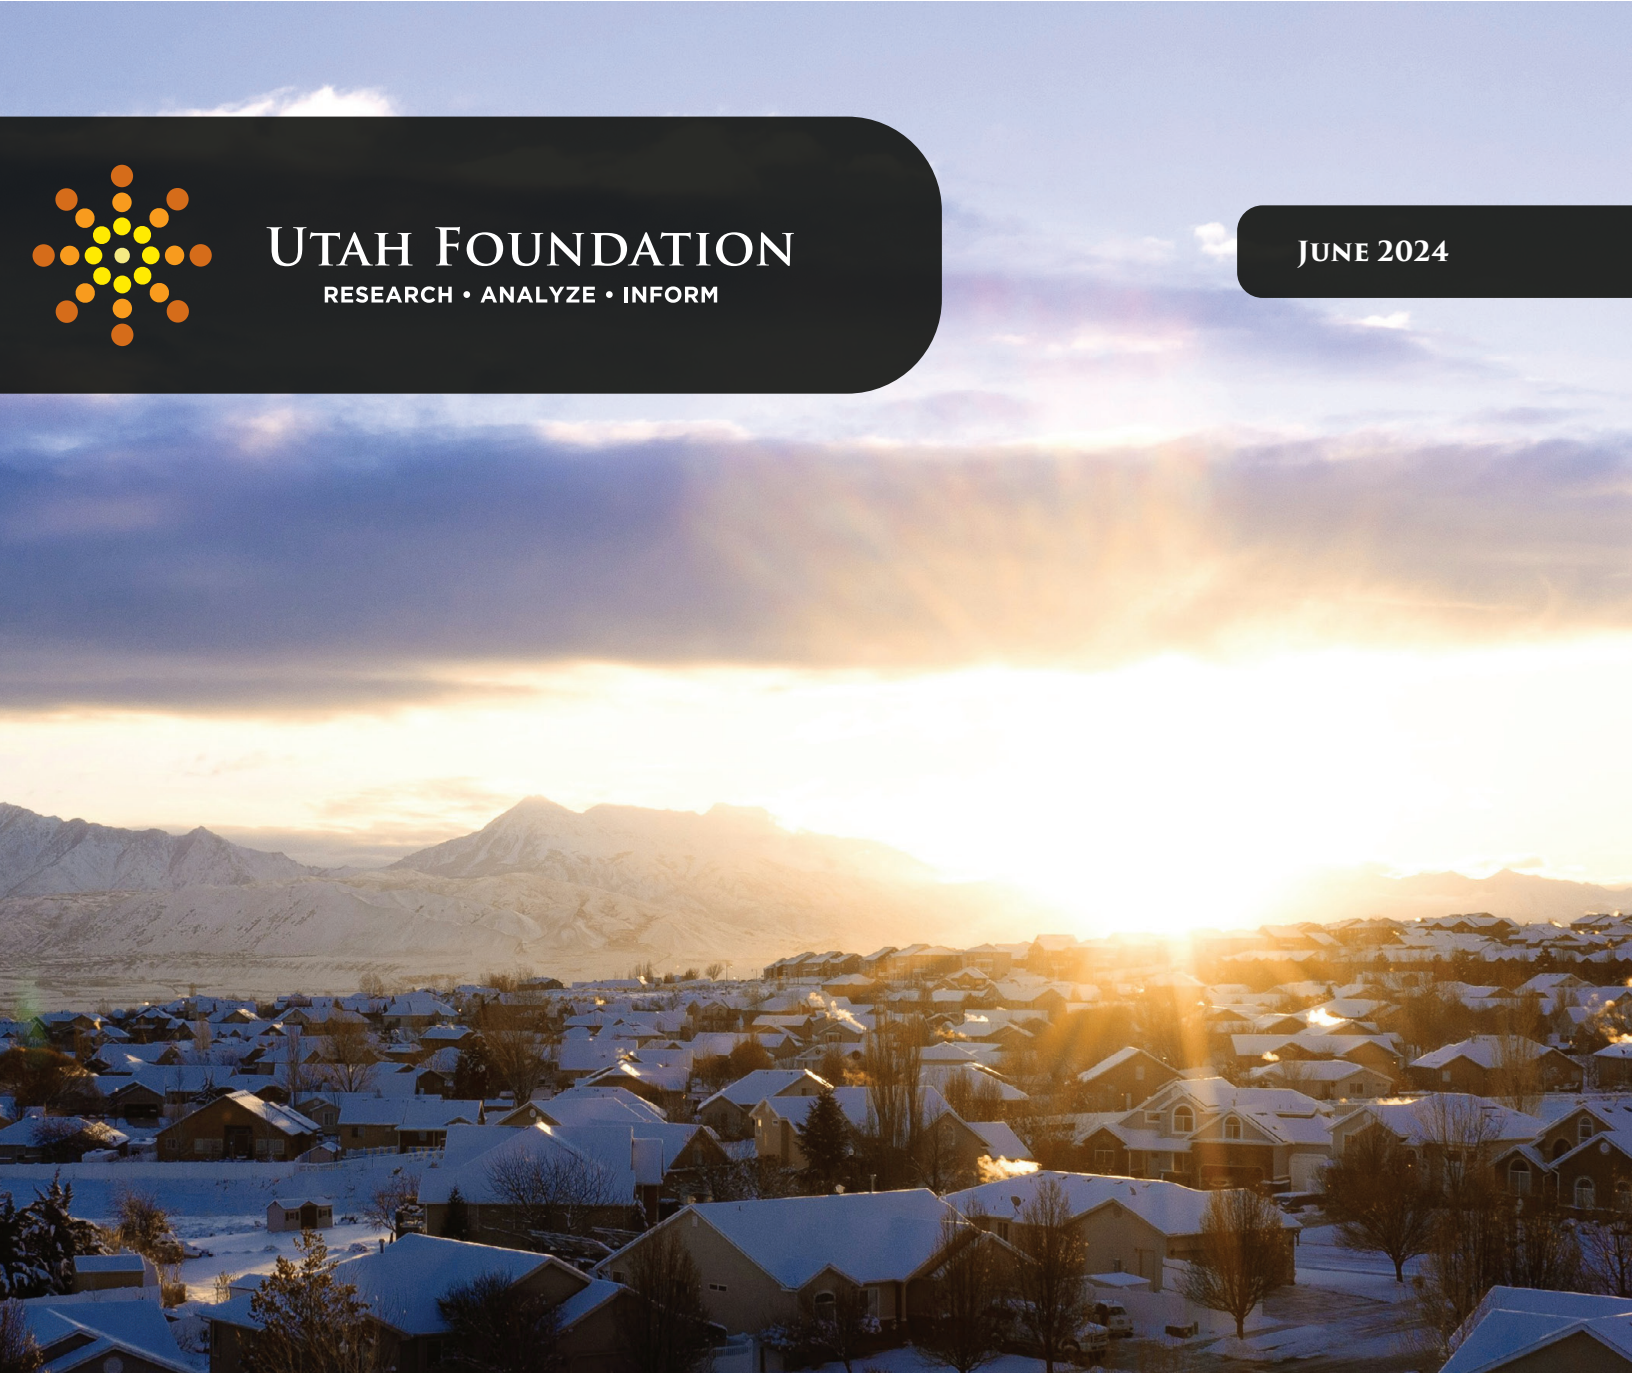 Utah Foundation
RESEARCH • ANALYZE • INFORM
June 2024